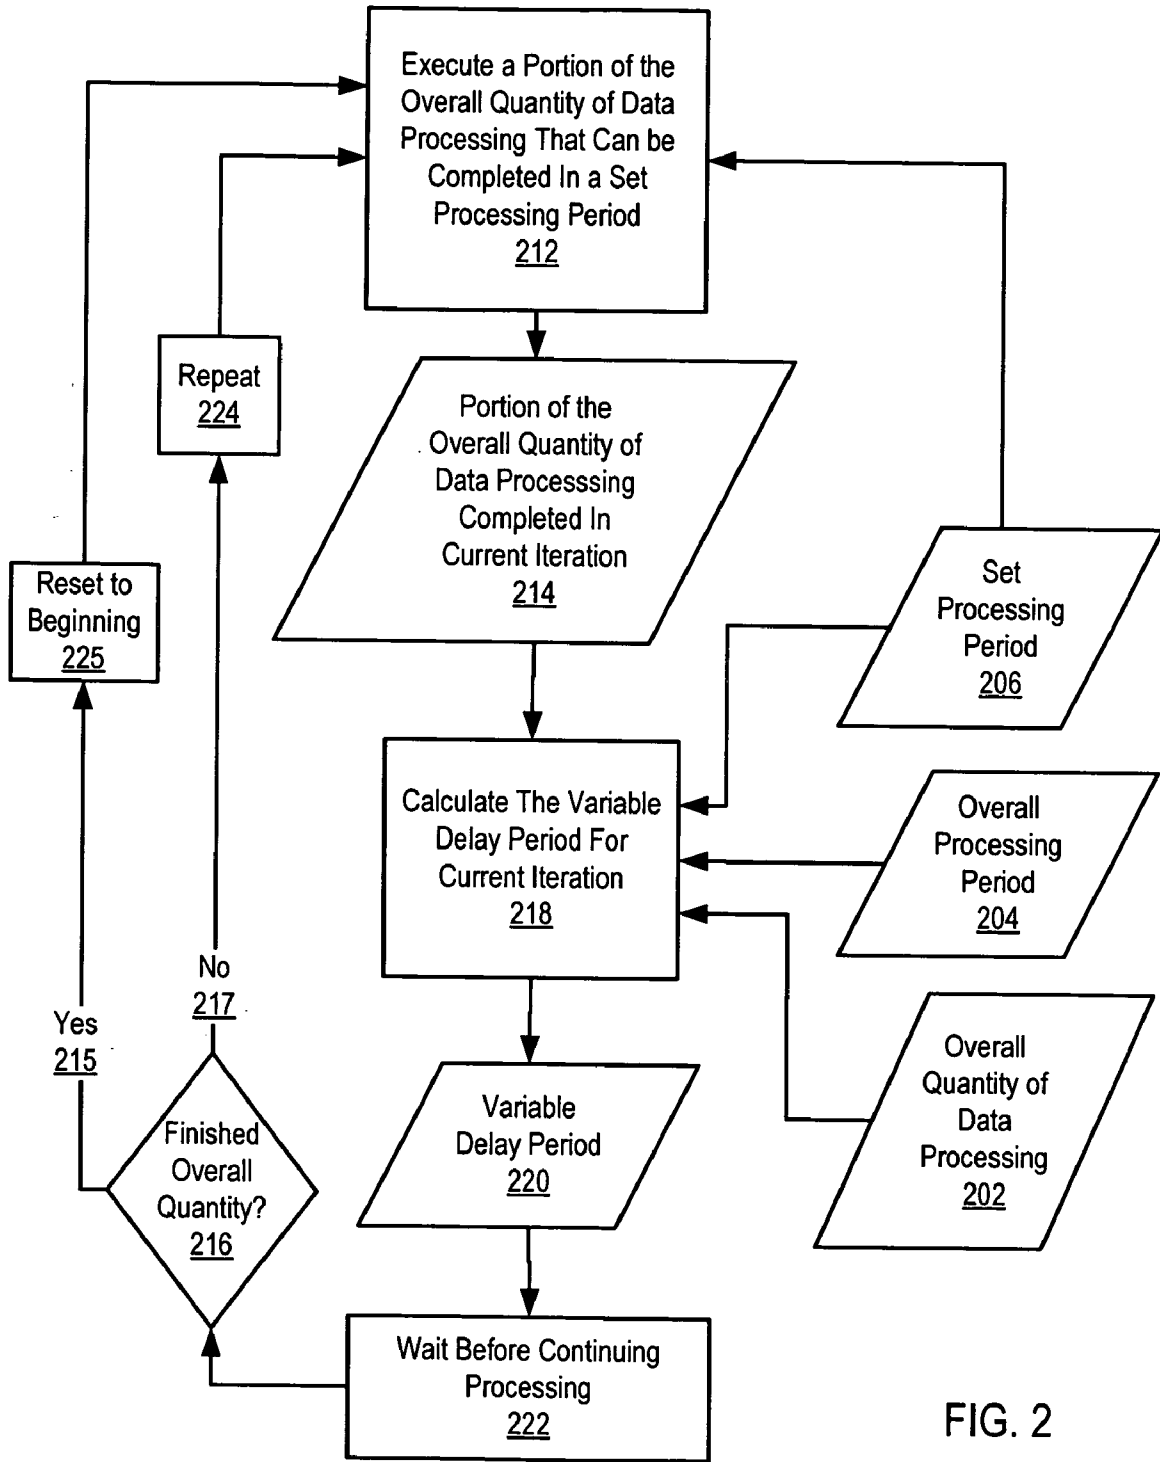 Execute a Portion of the
Overall Quantity of Data
Processing That Can be
Completed In a Set
Processing Period
212
Repeat
224
Portion of the
Overall Quantity of
Data Processsing
Completed In
Current Iteration
214
Reset to
Beginning
225
Set
Processing
Period
206
Calculate The Variable
Delay Period For
Current Iteration
218
Overall
Processing
Period
204
No
217
Yes
215
Overall
Quantity of
Data
Processing
202
Variable
Delay Period
220
Finished
Overall
Quantity?
216
Wait Before Continuing
Processing
222
FIG. 2